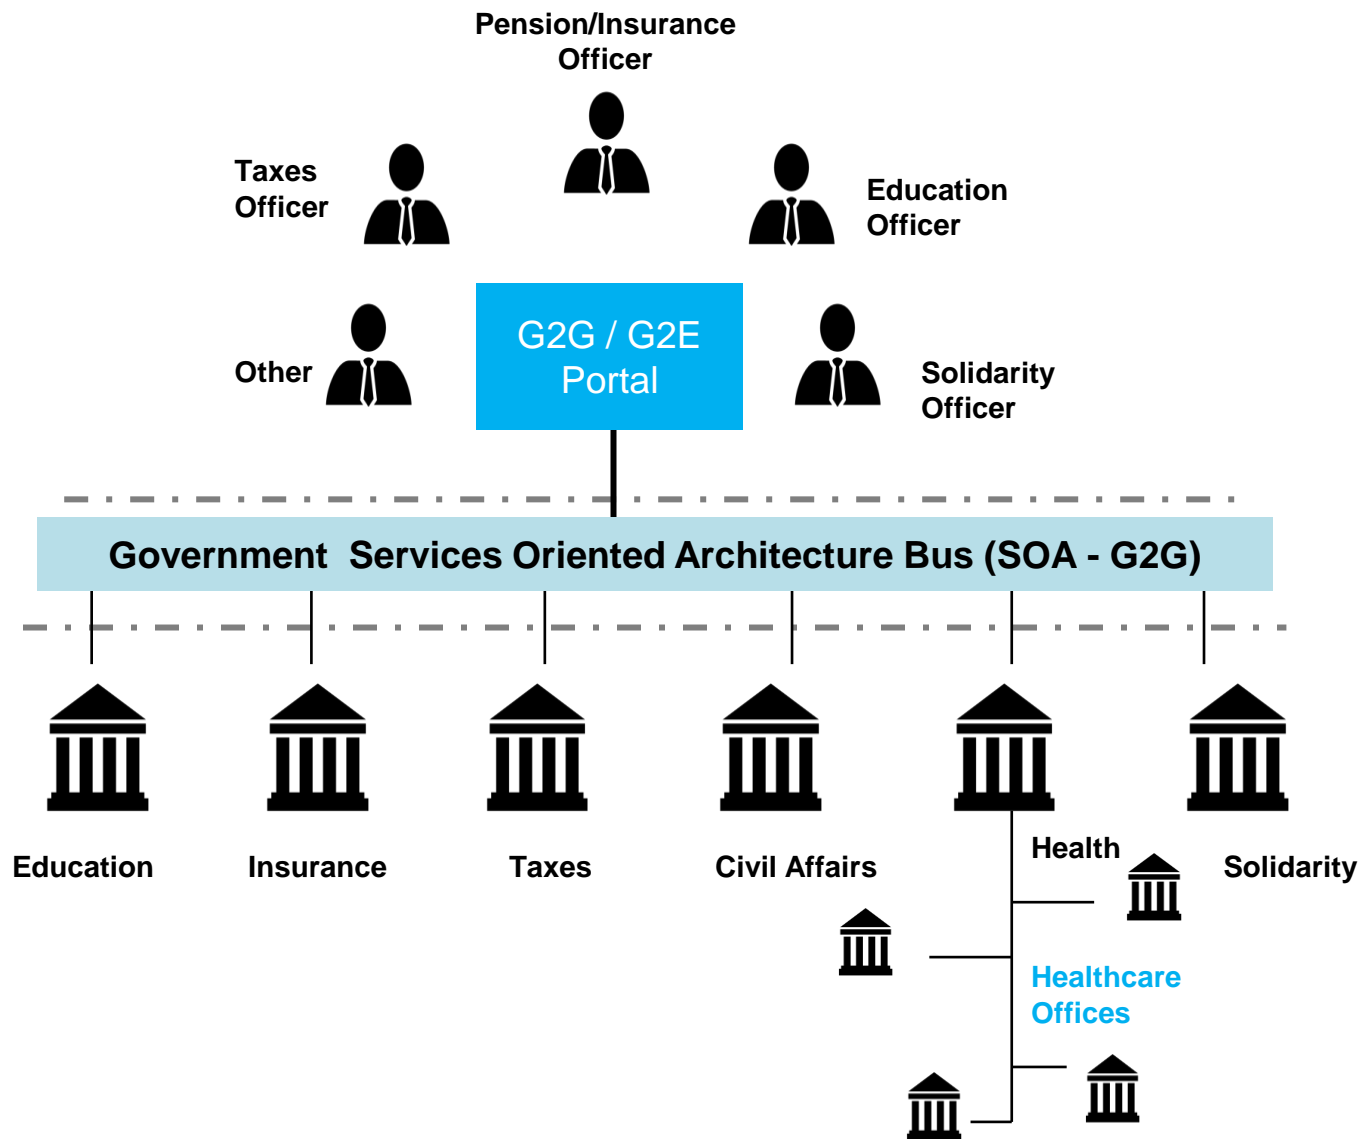 Pension/Insurance
Officer
Taxes
Officer
Education
Officer
G2G / G2E
Portal
Other
Solidarity
Officer
Government  Services Oriented Architecture Bus (SOA - G2G)
Education
Insurance
Taxes
Civil Affairs
Health
Solidarity
Healthcare
Offices